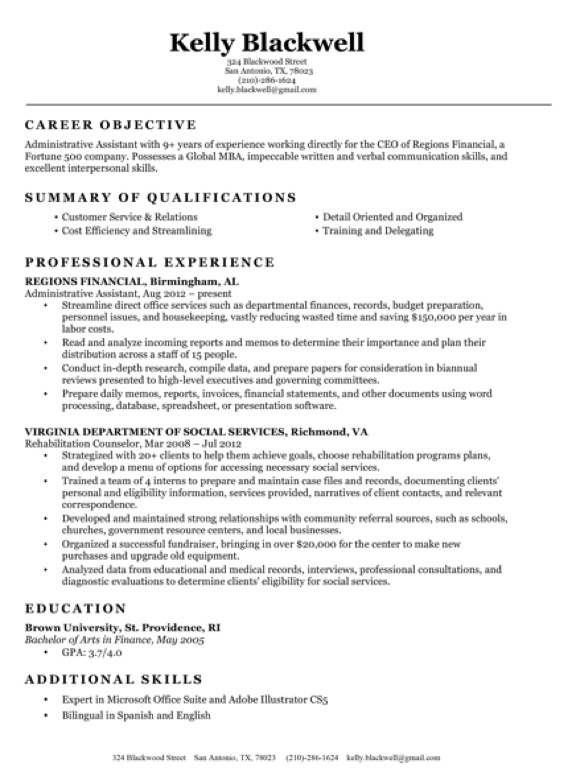 Kelly Blackwell
324 Blackwood Street
San Antonio, TX, 78023
(210)-286-1624
kelly.blackwell@gmail.com
CAREER OBJECTIVE
Administrative Assistant with 9+ years of experience working directly for the CEO of Regions Financial, a
Fortune 500 company. Possesses a Global MBA, impeccable written and verbal communication skills, and
excellent interpersonal skills.
SUMMARY OF QUALIFICATIONS
• Customer Service & Relations
• Cost Efficiency and Streamlining
• Detail Oriented and Organized
• Training and Delegating
PROFESSIONAL EXPERIENCE
REGIONS FINANCIAL, Birmingham, AL
Administrative Assistant, Aug 2012 – present
• Streamline direct office services such as departmental finances, records, budget preparation,
personnel issues, and housekeeping, vastly reducing wasted time and saving $150,000 per year in
labor costs.
• Read and analyze incoming reports and memos to determine their importance and plan their
distribution across a staff of 15 people.
• Conduct in-depth research, compile data, and prepare papers for consideration in biannual
reviews presented to high-level executives and governing committees.
• Prepare daily memos, reports, invoices, financial statements, and other documents using word
processing, database, spreadsheet, or presentation software.
VIRGINIA DEPARTMENT OF SOCIAL SERVICES, Richmond, VA
Rehabilitation Counselor, Mar 2008 – Jul 2012
• Strategized with 20+ clients to help them achieve goals, choose rehabilitation programs plans,
and develop a menu of options for accessing necessary social services.
• Trained a team of 4 interns to prepare and maintain case files and records, documenting clients'
personal and eligibility information, services provided, narratives of client contacts, and relevant
correspondence.
• Developed and maintained strong relationships with community referral sources, such as schools,
churches, government resource centers, and local businesses.
• Organized a successful fundraiser, bringing in over $20,000 for the center to make new
purchases and upgrade old equipment.
• Analyzed data from educational and medical records, interviews, professional consultations, and
diagnostic evaluations to determine clients' eligibility for social services.
EDUCATION
Brown University, St. Providence, RI
Bachelor of Arts in Finance, May 2005
• GPA: 3.7/4.0
ADDITIONAL SKILLS
• Expert in Microsoft Office Suite and Adobe Illustrator CS5
• Bilingual in Spanish and English
324 Blackwood Street San Antonio, TX, 78023 (210)-286-1624 kelly.blackwell@gmail.com